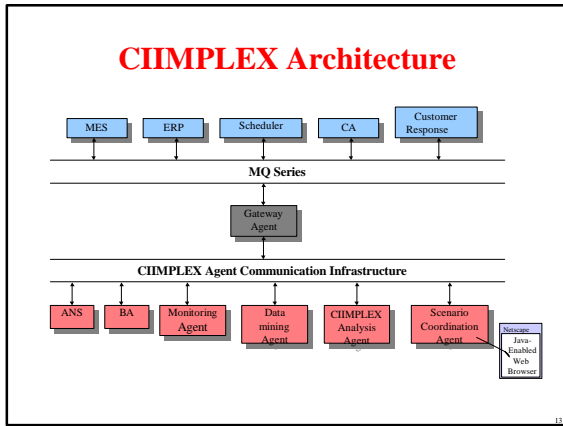 CIIMPLEX Architecture
MES
ERP
Scheduler
CA
Customer
Response
MQ Series
Gateway
Agent
CIIMPLEX Agent Communication Infrastructure
ANS
BA
Monitoring
Agent
Data
mining
Agent
CIIMPLEX
Analysis
Agent
Scenario
Coordination
Agent
Netscape
Java-
Enabled
Web
Browser
13